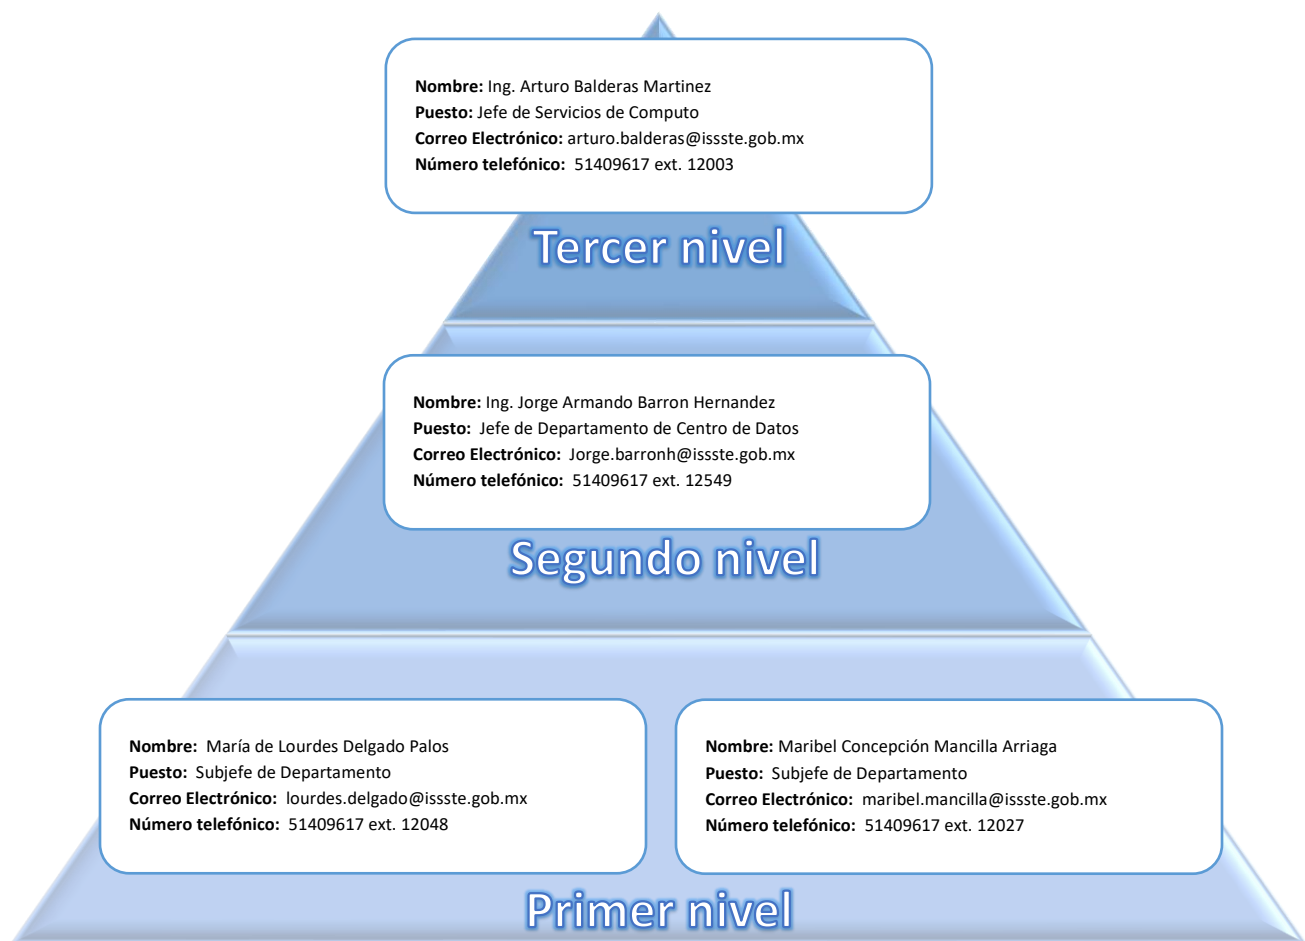 Nombre: Ing. Arturo Balderas Martinez
Puesto: Jefe de Servicios de Computo
Correo Electrónico: arturo.balderas@issste.gob.mx
Número telefónico: 51409617 ext. 12003
Tercer nivel
Nombre: Ing. Jorge Armando Barron Hernandez
Puesto: Jefe de Departamento de Centro de Datos
Correo Electrónico: Jorge.barronh@issste.gob.mx
Número telefónico: 51409617 ext. 12549
Segundo nivel
Nombre: María de Lourdes Delgado Palos
Puesto: Subjefe de Departamento
Correo Electrónico: lourdes.delgado@issste.gob.mx
Número telefónico: 51409617 ext. 12048
Nombre: Maribel Concepción Mancilla Arriaga
Puesto: Subjefe de Departamento
Correo Electrónico: maribel.mancilla@issste.gob.mx
Número telefónico: 51409617 ext. 12027
Primer nivel